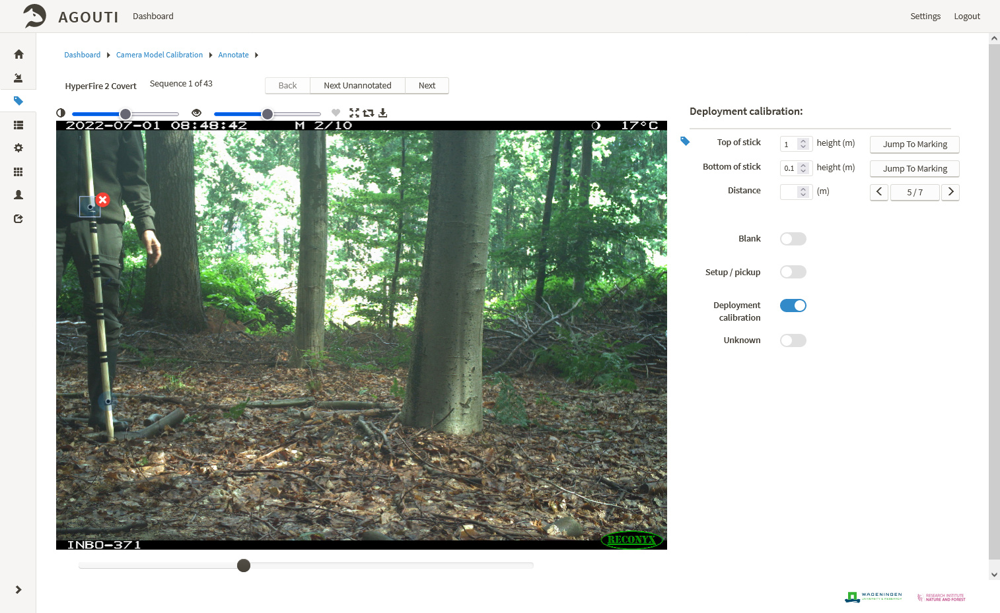 AGOUTI
Dashboard
Settings
Logout
Dashboard
Camera Model Calibration
Annotate
HyperFire 2 Covert
Sequence 1 of 43
Back
Next Unannotated
Next
2022-07-01 08:48:42
M 2/10
17°C
Deployment calibration:
Top of stick
1
height (m)
Jump To Marking
Bottom of stick
0.1
height (m)
Jump To Marking
Distance
(m)
5 / 7
Blank
Setup / pickup
Deployment
calibration
Unknown
INBO-371
RECONYX
WAGENINGEN
UNIVERSITY & RESEARCH
RESEARCH INSTITUTE
NATURE AND FOREST